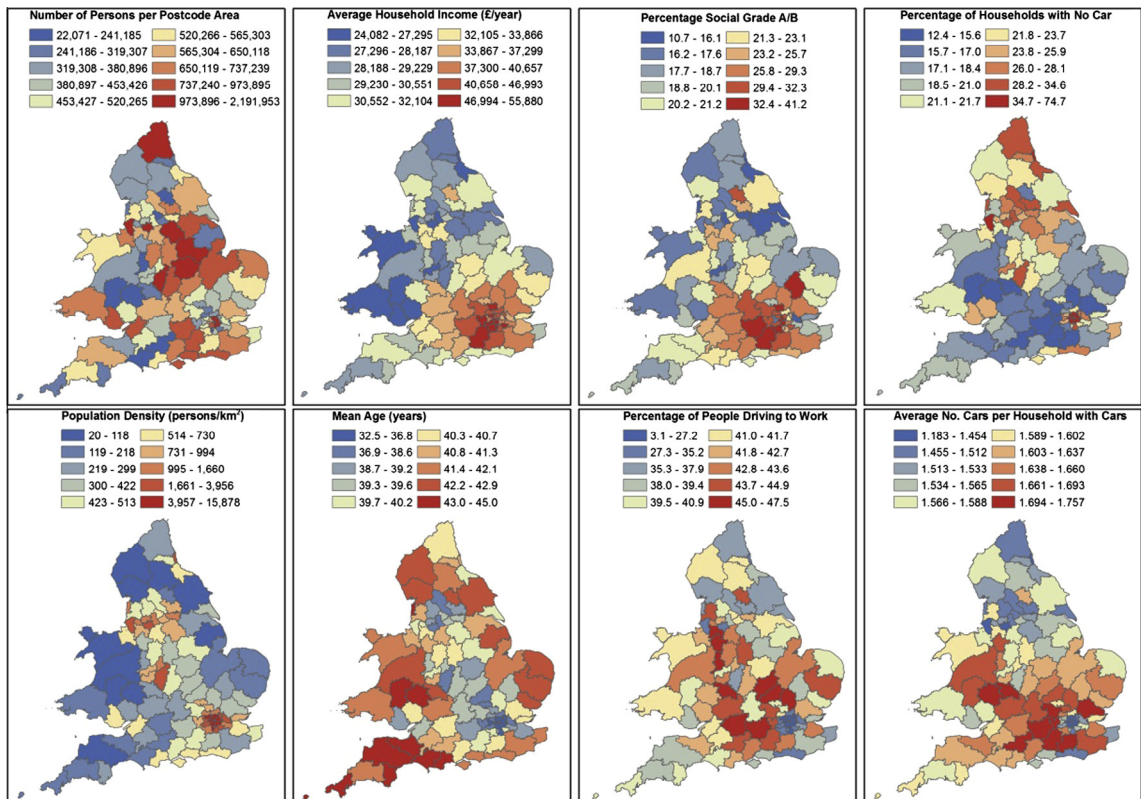 Number of Persons per Postcode Area
22,071 - 241,185 520,266 - 565,303
241,186 - 319,307 565,304 - 650,118
319,308 - 380,896 650,119 - 737,239
380,897 - 453,426 737,240 - 973,895
453,427 - 520,265 973,896 - 2,191,953
Average Household Income (£/year)
24,082 - 27,295 32,105 - 33,866
27,296 - 28,187 33,867 - 37,299
28,188 - 29,229 37,300 - 40,657
29,230 - 30,551 40,658 - 46,993
30,552 - 32,104 46,994 - 55,880
Percentage Social Grade A/B
10.7 - 16.1 21.3 - 23.1
16.2 - 17.6 23.2 - 25.7
17.7 - 18.7 25.8 - 29.3
18.8 - 20.1 29.4 - 32.3
20.2 - 21.2 32.4 - 41.2
Percentage of Households with No Car
12.4 - 15.6 21.8 - 23.7
15.7 - 17.0 23.8 - 25.9
17.1 - 18.4 26.0 - 28.1
18.5 - 21.0 28.2 - 34.6
21.1 - 21.7 34.7 - 74.7
Population Density (persons/km²)
20 - 118 514 - 730
119 - 218 731 - 994
219 - 299 995 - 1,660
300 - 422 1,661 - 3,956
423 - 513 3,957 - 15,878
Mean Age (years)
32.5 - 36.8 40.3 - 40.7
36.9 - 38.6 40.8 - 41.3
38.7 - 39.2 41.4 - 42.1
39.3 - 39.6 42.2 - 42.9
39.7 - 40.2 43.0 - 45.0
Percentage of People Driving to Work
3.1 - 27.2 41.0 - 41.7
27.3 - 35.2 41.8 - 42.7
35.3 - 37.9 42.8 - 43.6
38.0 - 39.4 43.7 - 44.9
39.5 - 40.9 45.0 - 47.5
Average No. Cars per Household with Cars
1.183 - 1.454 1.589 - 1.602
1.455 - 1.512 1.603 - 1.637
1.513 - 1.533 1.638 - 1.660
1.534 - 1.565 1.661 - 1.693
1.566 - 1.588 1.694 - 1.757